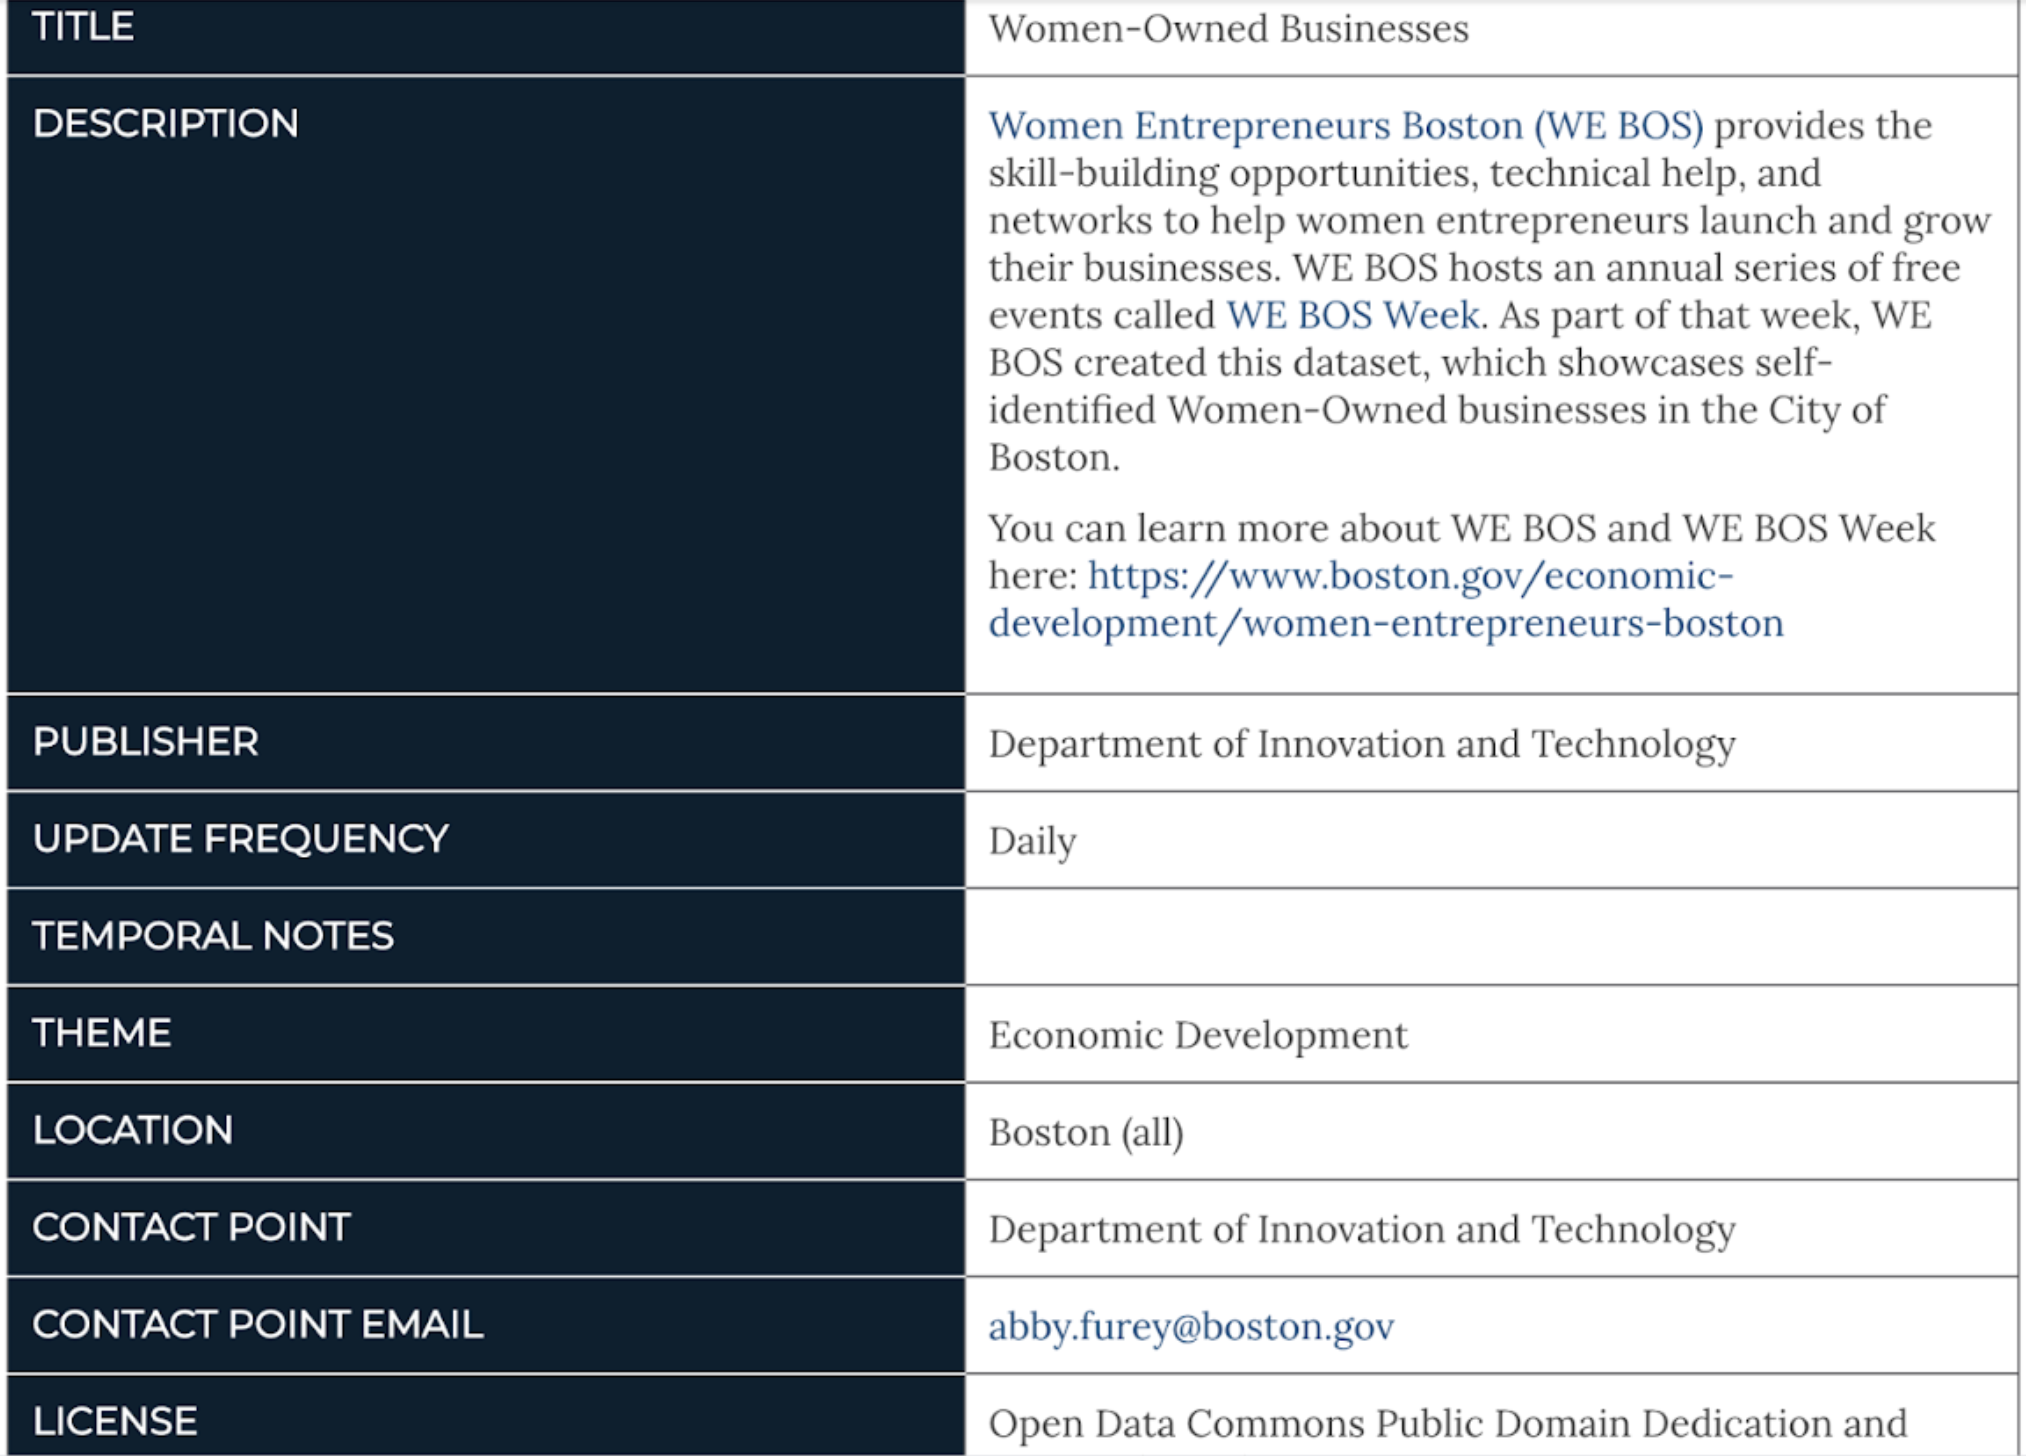 TITLE
Women-Owned Businesses
DESCRIPTION
Women Entrepreneurs Boston (WE BOS) provides the
skill-building opportunities, technical help, and
networks to help women entrepreneurs launch and grow
their businesses. WE BOS hosts an annual series of free
events called WE BOS Week. As part of that week, WE
BOS created this dataset, which showcases self-
identified Women-Owned businesses in the City of
Boston.
You can learn more about WE BOS and WE BOS Week
here: https://www.boston.gov/economic-
development/women-entrepreneurs-boston
PUBLISHER
Department of Innovation and Technology
UPDATE FREQUENCY
Daily
TEMPORAL NOTES
THEME
Economic Development
LOCATION
Boston (all)
CONTACT POINT
Department of Innovation and Technology
CONTACT POINT EMAIL
abby.furey@boston.gov
LICENSE
Open Data Commons Public Domain Dedication and